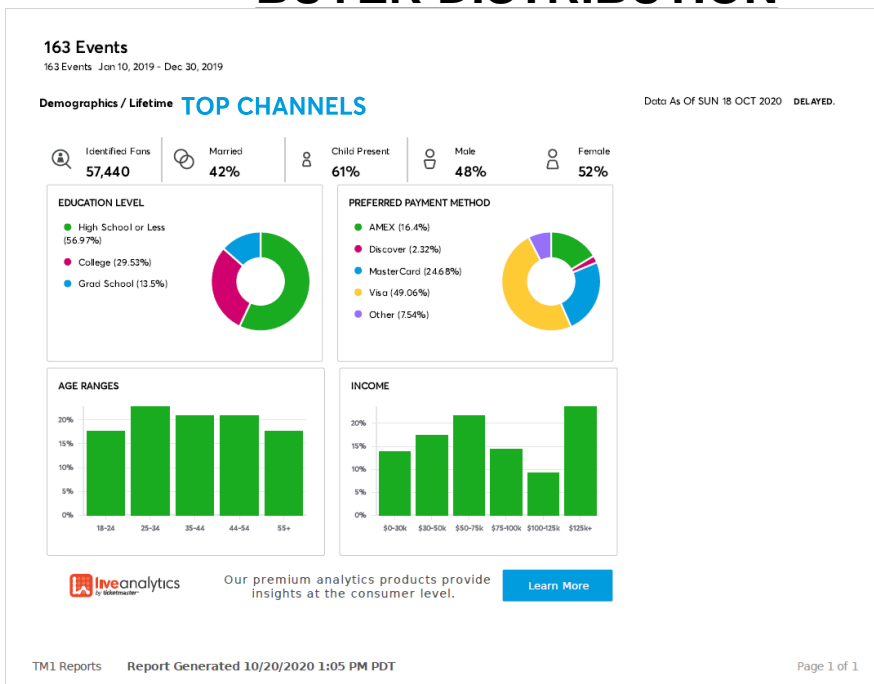 BUYER DISTRIBUTION
163 Events
163 Events Jan 10, 2019 - Dec 30, 2019
Demographics / Lifetime TOP CHANNELS
Data As Of SUN 18 OCT 2020 DELAYED.
Identified Fans
57,440
Married
42%
Child Present
61%
Male
48%
Female
52%
EDUCATION LEVEL
High School or Less
(56.97%)
College (29.53%)
Grad School (13.5%)
PREFERRED PAYMENT METHOD
AMEX (16.4%)
Discover (2.32%)
MasterCard (24.68%)
Visa (49.06%)
Other (7.54%)
AGE RANGES
20%
15%
10%
5%
0%
18-24 25-34 35-44 44-54 55+
INCOME
20%
15%
10%
5%
0%
$0-30k $30-50k $50-75k $75-100k $100-125k $125k+
liveanalytics
by ticketmaster
Our premium analytics products provide
insights at the consumer level.
Learn More
TM1 Reports Report Generated 10/20/2020 1:05 PM PDT
Page 1 of 1